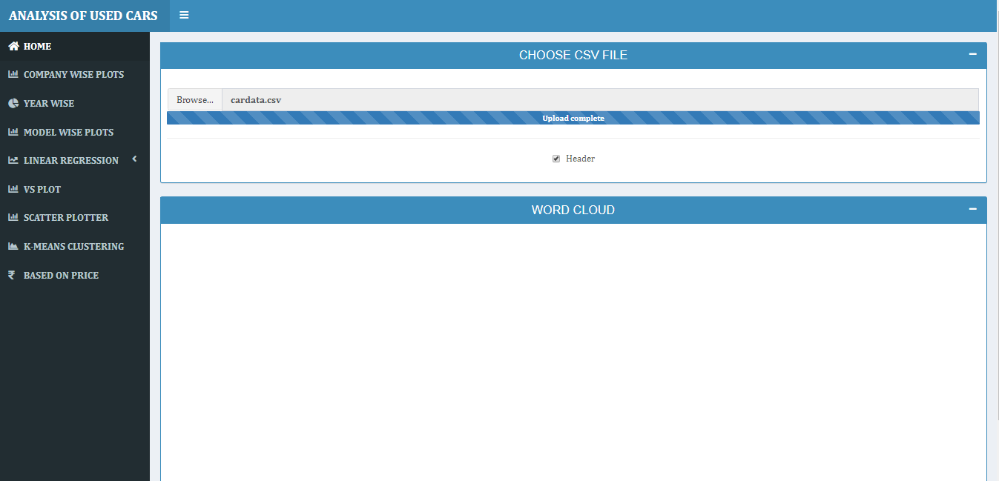 ANALYSIS OF USED CARS
HOME
COMPANY WISE PLOTS
YEAR WISE
MODEL WISE PLOTS
LINEAR REGRESSION
VS PLOT
SCATTER PLOTTER
K-MEANS CLUSTERING
BASED ON PRICE
CHOOSE CSV FILE
Browse... cardata.csv
Upload complete
Header
WORD CLOUD